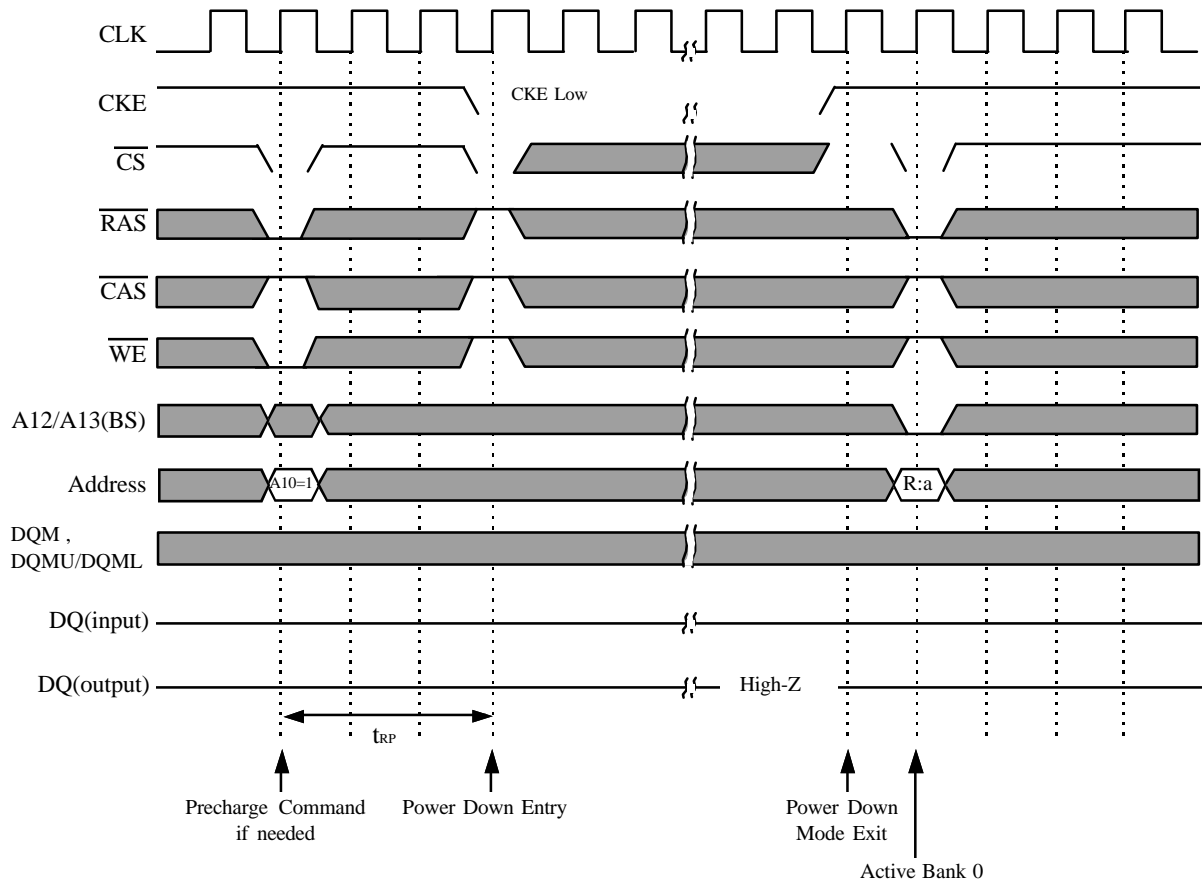 CLK
CKE
CKE Low
CS
RAS
CAS
WE
A12/A13(BS)
Address
A10=1
R:a
DQM ,
DQMU/DQML
DQ(input)
DQ(output)
High-Z
tRP
Precharge Command
if needed
Power Down Entry
Power Down
Mode Exit
Active Bank 0